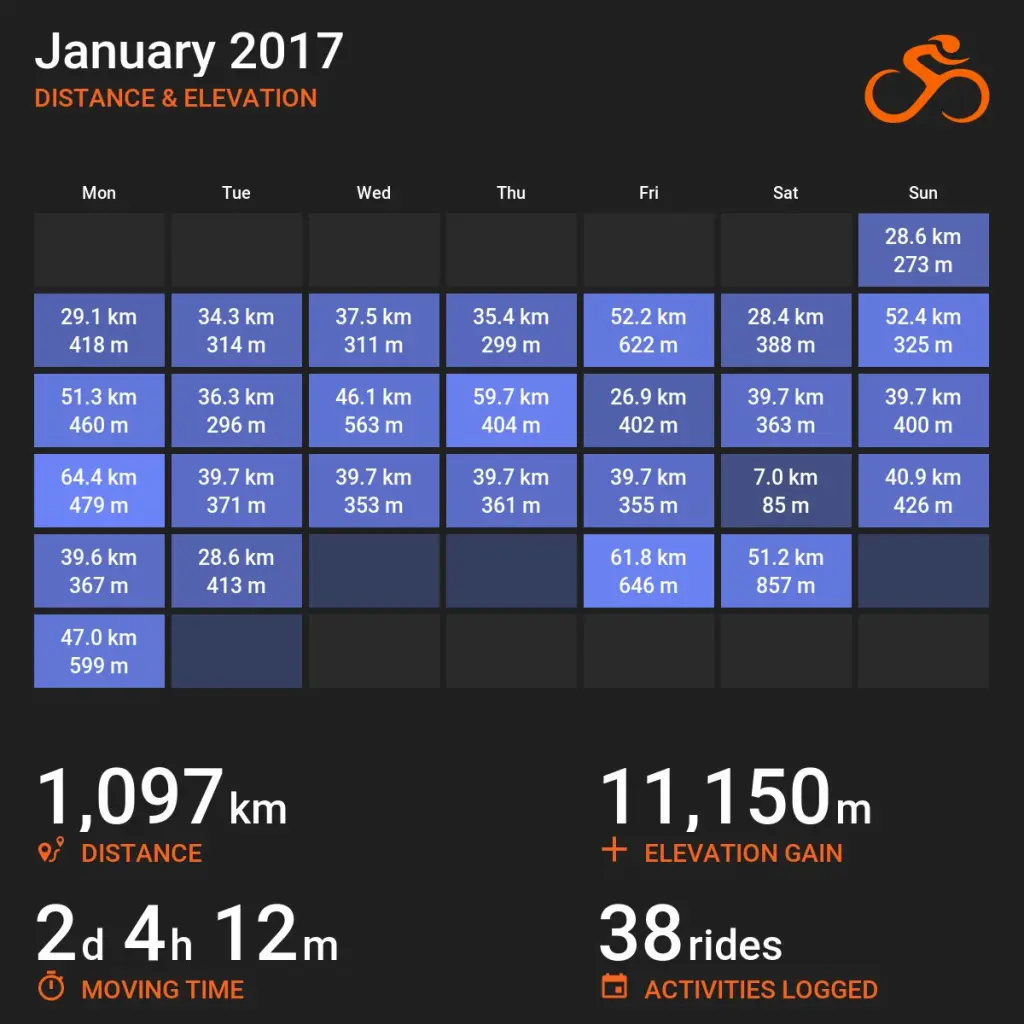 January 2017
DISTANCE & ELEVATION
Mon Tue Wed Thu Fri Sat Sun
28.6 km
273 m
29.1 km 34.3 km 37.5 km 35.4 km 52.2 km 28.4 km 52.4 km
418 m 314 m 311 m 299 m 622 m 388 m 325 m
51.3 km 36.3 km 46.1 km 59.7 km 26.9 km 39.7 km 39.7 km
460 m 296 m 563 m 404 m 402 m 363 m 400 m
64.4 km 39.7 km 39.7 km 39.7 km 39.7 km 7.0 km 40.9 km
479 m 371 m 353 m 361 m 355 m 85 m 426 m
39.6 km 28.6 km 61.8 km 51.2 km
367 m 413 m 646 m 857 m
47.0 km
599 m
1,097 km 11,150 m
DISTANCE ELEVATION GAIN
2d 4h 12m 38 rides
MOVING TIME ACTIVITIES LOGGED